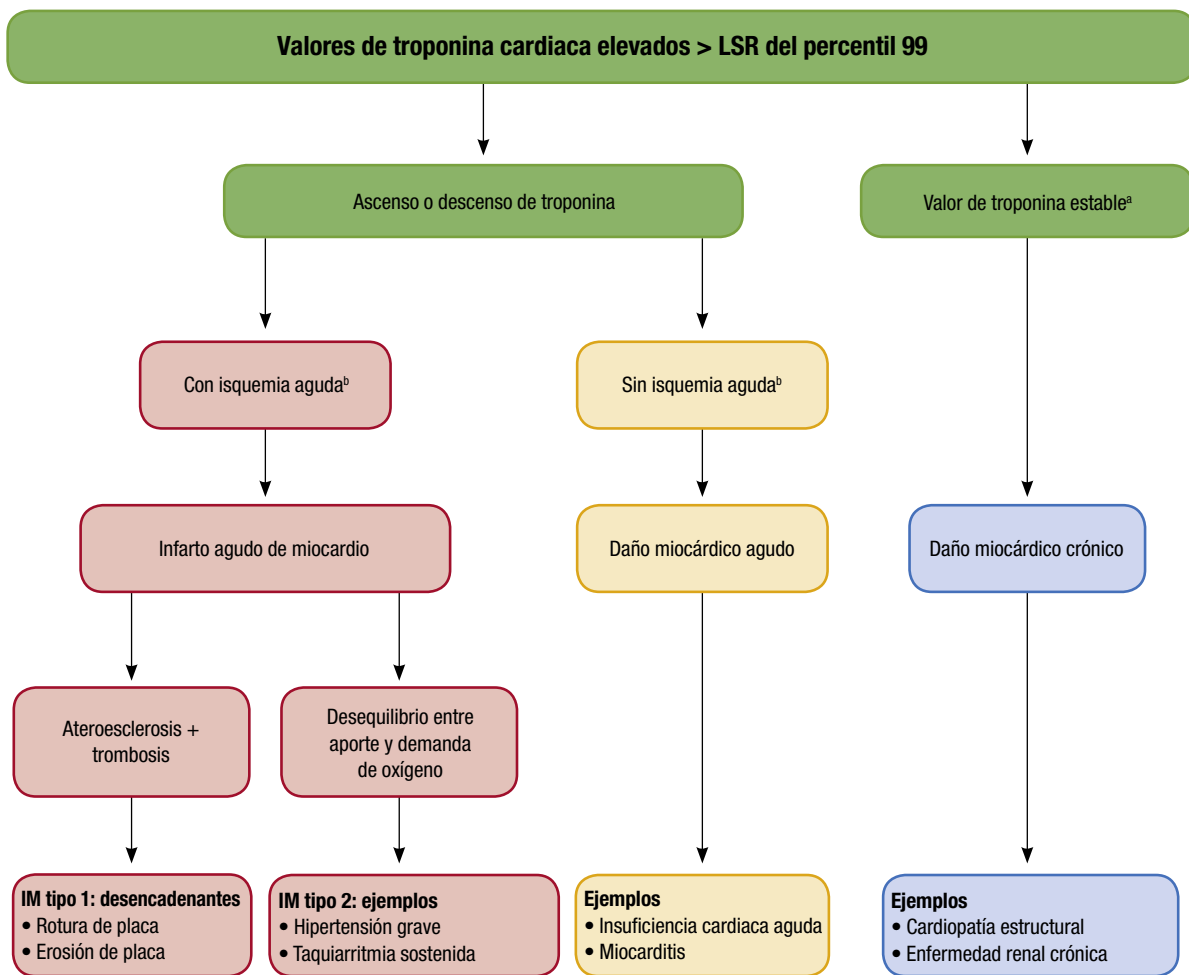 Valores de troponina cardiaca elevados > LSR del percentil 99
Ascenso o descenso de troponina
Valor de troponina estableᵃ
Con isquemia agudaᵇ
Sin isquemia agudaᵇ
Infarto agudo de miocardio
Daño miocárdico agudo
Daño miocárdico crónico
Ateroesclerosis +
trombosis
Desequilibrio entre
aporte y demanda
de oxígeno
IM tipo 1: desencadenantes
• Rotura de placa
• Erosión de placa
IM tipo 2: ejemplos
• Hipertensión grave
• Taquiarritmia sostenida
Ejemplos
• Insuficiencia cardiaca aguda
• Miocarditis
Ejemplos
• Cardiopatía estructural
• Enfermedad renal crónica